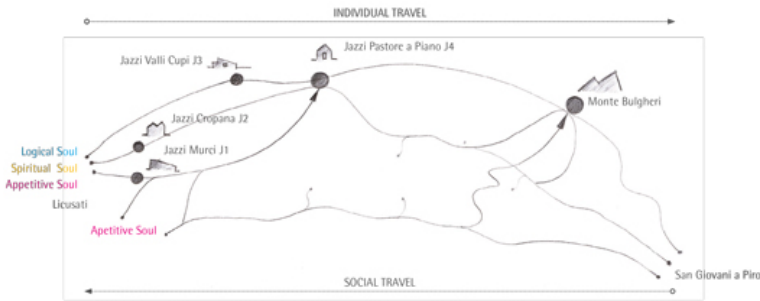 INDIVIDUAL TRAVEL
Jazzi Pastore a Piano J4
Jazzi Valli Cupi J3
Monte Bulgheri
Jazzi Cropana J2
Jazzi Murci J1
Logical Soul
Spiritual Soul
Appetitive Soul
Licusati
Apetitive Soul
San Giovani a Piro
SOCIAL TRAVEL